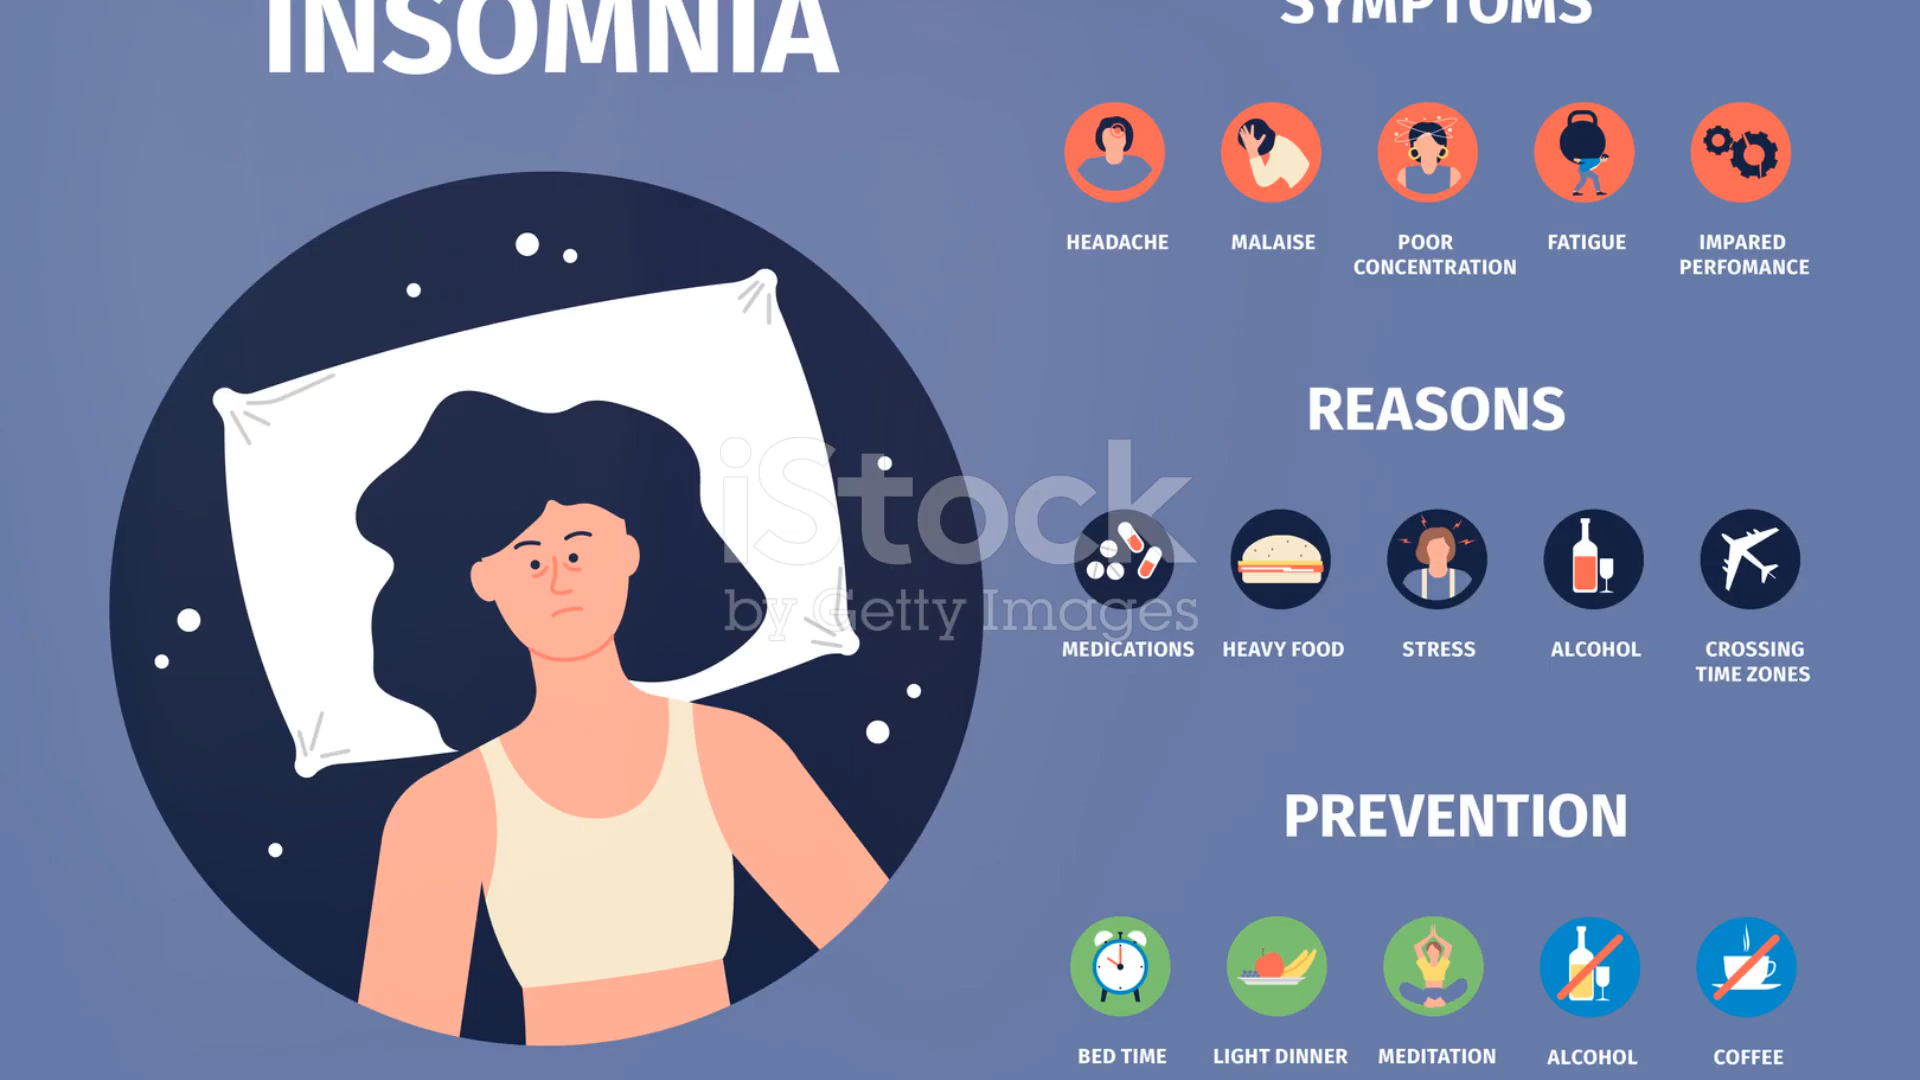 INSOMNIA
SYMPTOMS
HEADACHE
MALAISE
POOR
CONCENTRATION
FATIGUE
IMPARED
PERFOMANCE
REASONS
iStock
by Getty Images
MEDICATIONS
HEAVY FOOD
STRESS
ALCOHOL
CROSSING
TIME ZONES
PREVENTION
BED TIME
LIGHT DINNER
MEDITATION
ALCOHOL
COFFEE